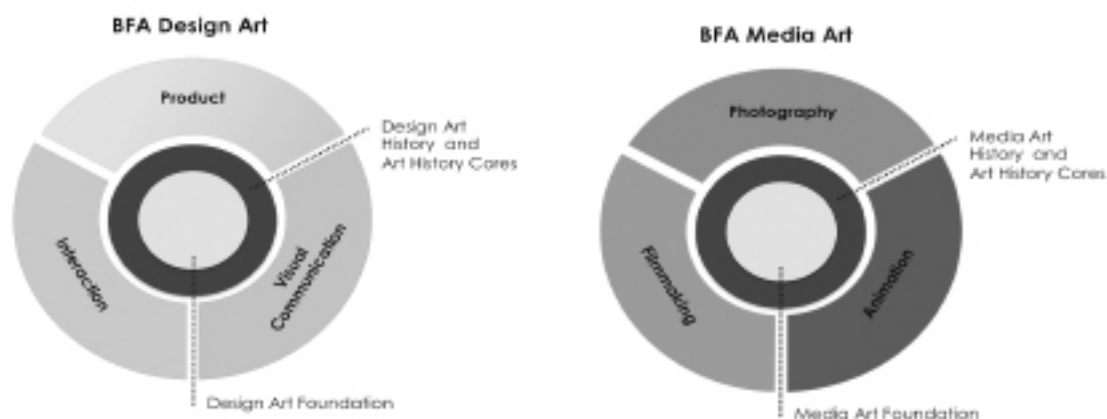 BFA Design Art
Product
Interaction
Visual
Communication
Design Art
History and
Art History Cores
Design Art Foundation
BFA Media Art
Photography
Filmmaking
Animation
Media Art
History and
Art History Cores
Media Art Foundation